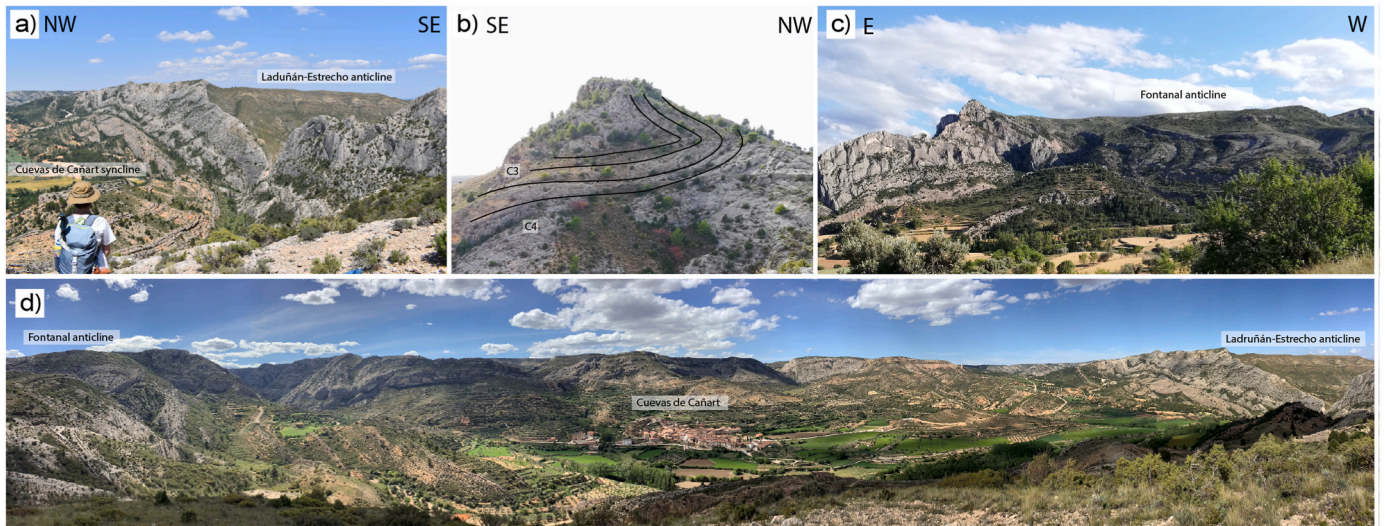 a) NW SE
Laduñán-Estrecho anticline
Cuevas de Cañart syncline
b) SE NW
C3
C4
c) E W
Fontanal anticline
d)
Fontanal anticline
Ladruñán-Estrecho anticline
Cuevas de Cañart